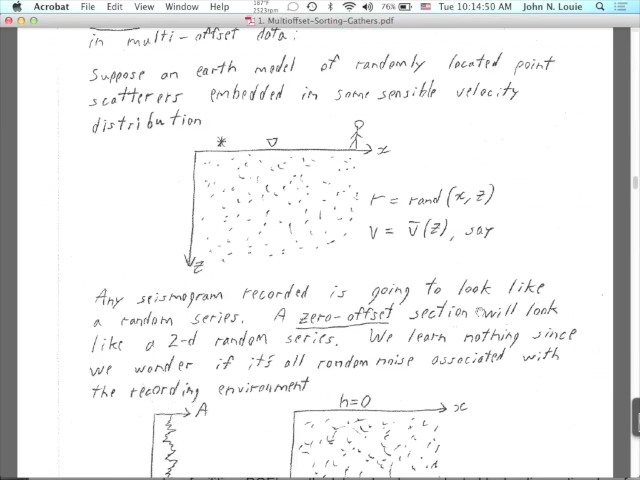 Acrobat File Edit View Window Help 187°F 2523rpm 76% Tue 10:14:50 AM John N. Louie
1. Multioffset-Sorting-Gathers.pdf
in multi-offset data:
Suppose an earth model of randomly located point
scatterers embedded in some sensible velocity
distribution
x
r = rand(x,z)
v = v̄(z), say
z
Any seismogram recorded is going to look like
a random series. A zero-offset section will look
like a 2-d random series. We learn nothing since
we wonder if it's all random noise associated with
the recording environment
A
h=0
x